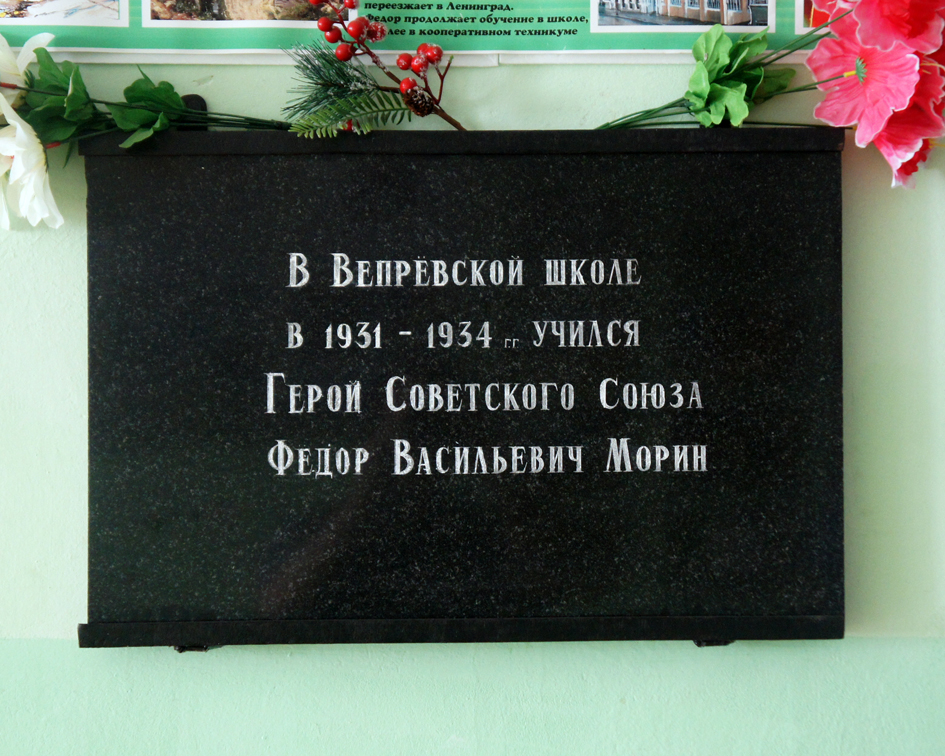 переезжает в Ленинград.
Федор продолжает обучение в школе,
в кооперативном техникуме
В Вепрёвской школе
в 1931 - 1934 гг учился
Герой Советского Союза
Фёдор Васильевич Морин